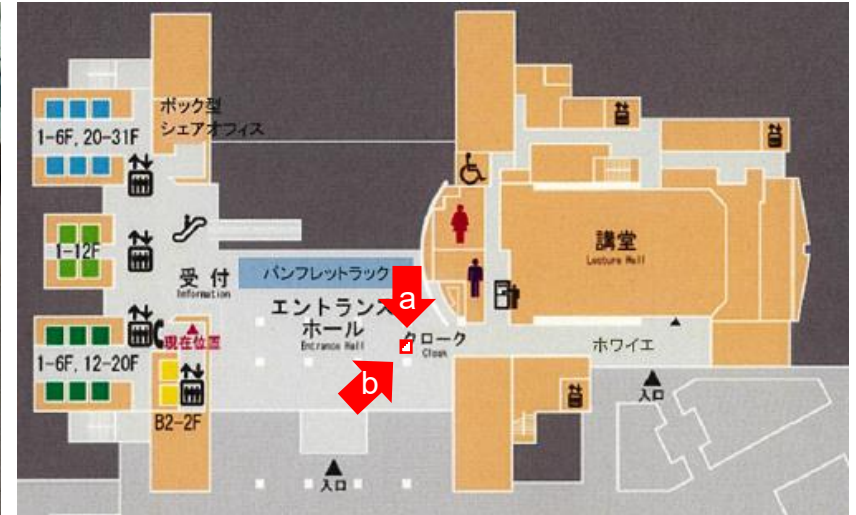 ボック型
シェアオフィス
1-6F, 20-31F
1-12F
受付
Information
パンフレットラック
a
エントランス
ホール
Entrance Hall
クローク
Cloak
b
講堂
Lecture Hall
ホワイエ
現在位置
1-6F, 12-20F
B2-2F
入口
入口